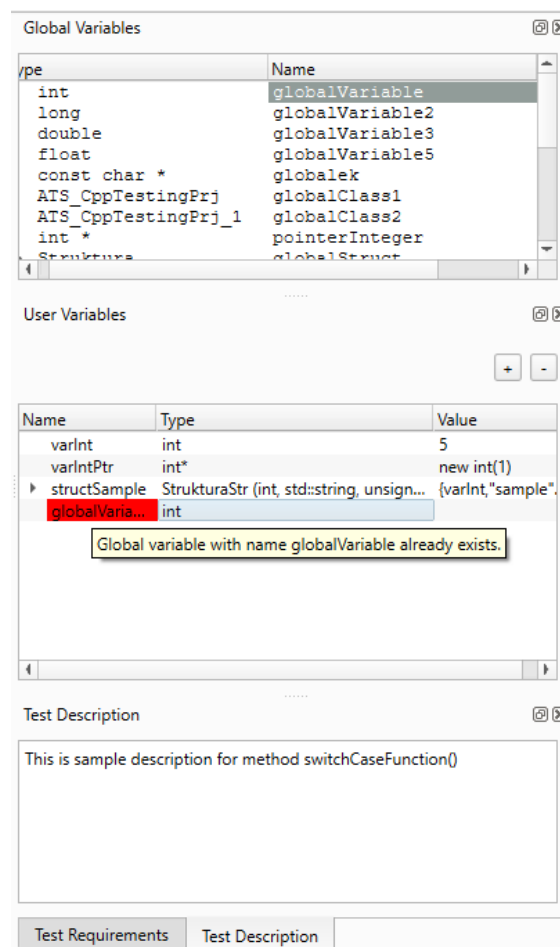 Global Variables
ype Name
int globalVariable
long globalVariable2
double globalVariable3
float globalVariable5
const char * globalek
ATS_CppTestingPrj globalClass1
ATS_CppTestingPrj_1 globalClass2
int * pointerInteger
Struktura globalStruct
User Variables
+ -
Name Type Value
varInt int 5
varIntPtr int* new int(1)
structSample StrukturaStr (int, std::string, unsign... {varInt,"sample".
globalVaria... int
Global variable with name globalVariable already exists.
Test Description
This is sample description for method switchCaseFunction()
Test Requirements Test Description